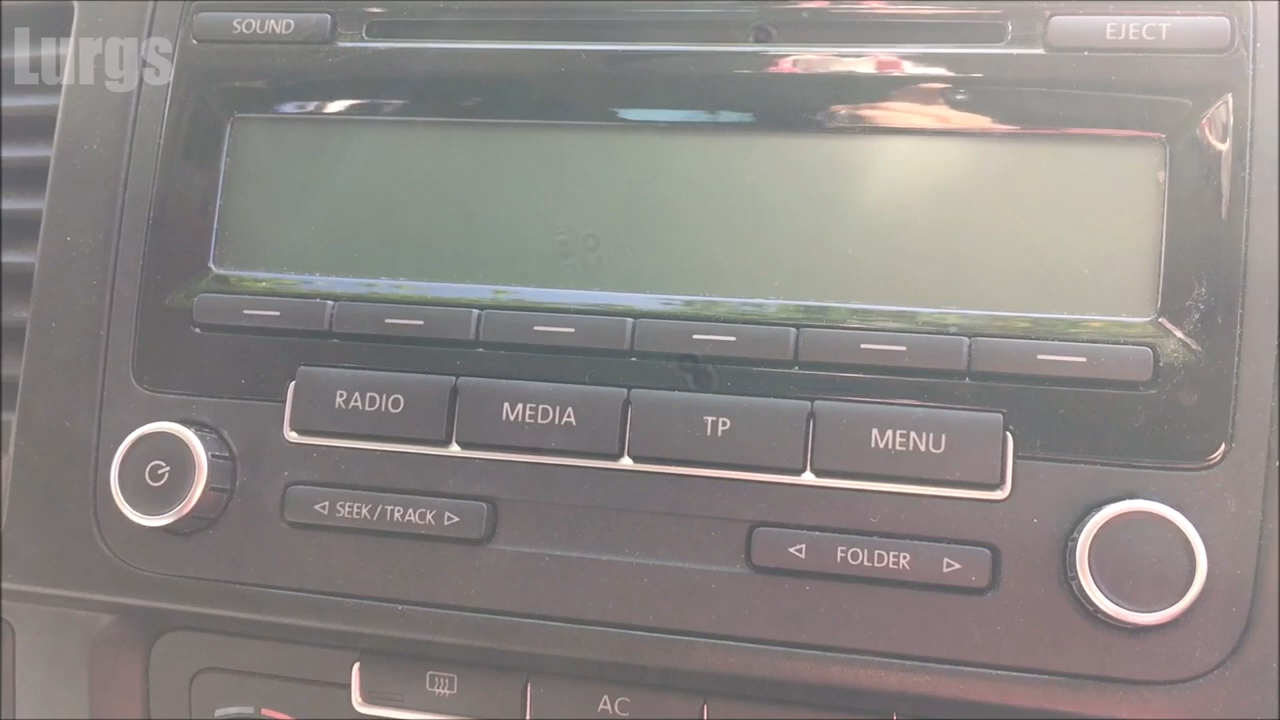 Lurgs
SOUND
EJECT
RADIO
MEDIA
TP
MENU
SEEK/TRACK
FOLDER
AC